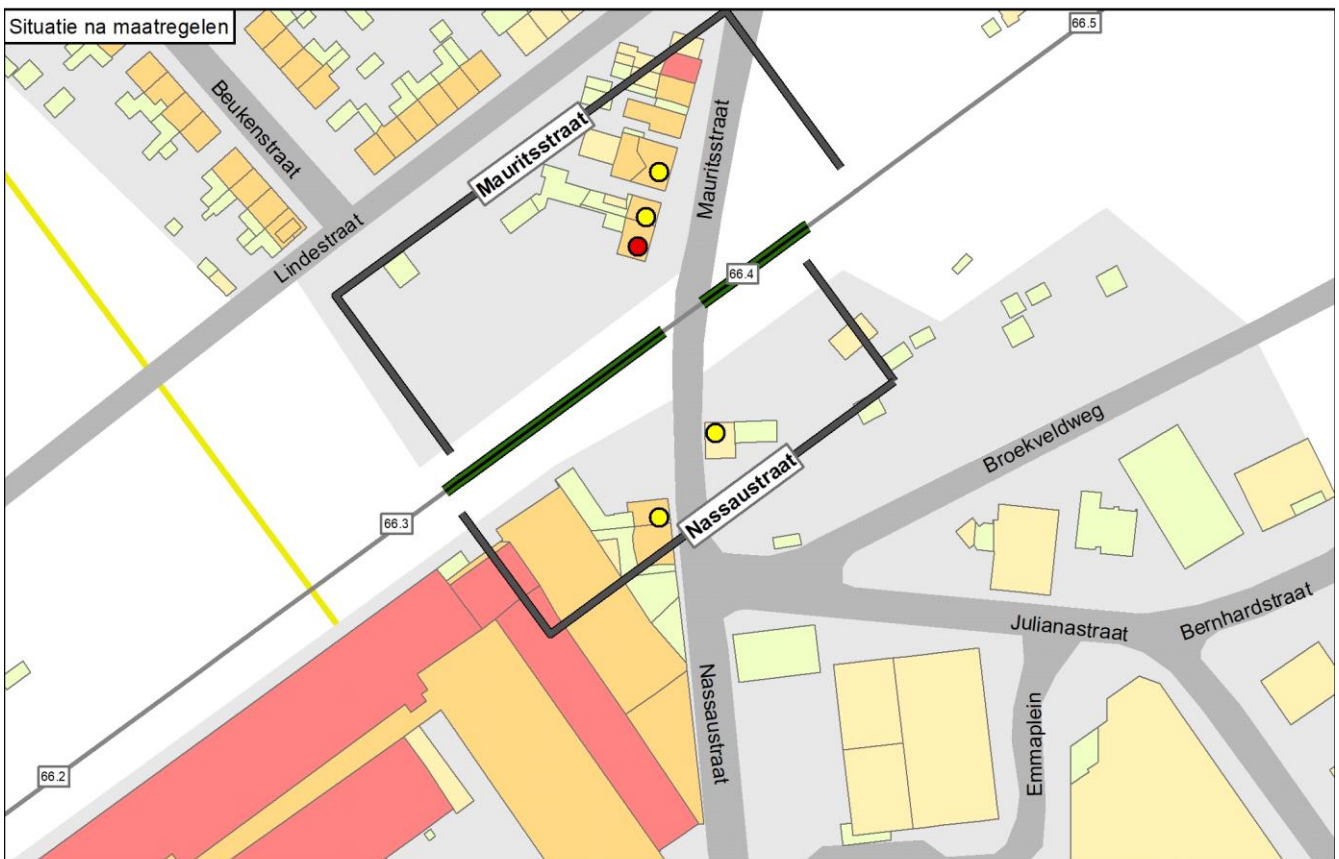 Situatie na maatregelen
66.5
Beukenstraat
Mauritsstraat
Mauritsstraat
Lindestraat
66.4
Broekveldweg
Nassaustraat
66.3
Julianastraat
Bernhardstraat
Nassaustraat
Emmaplein
66.2